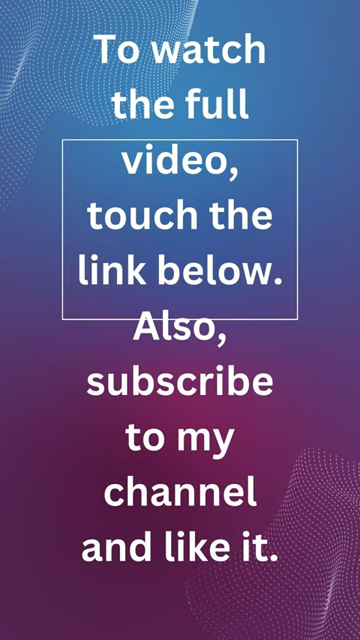 To watch
the full
video,
touch the
link below.
Also,
subscribe
to my
channel
and like it.